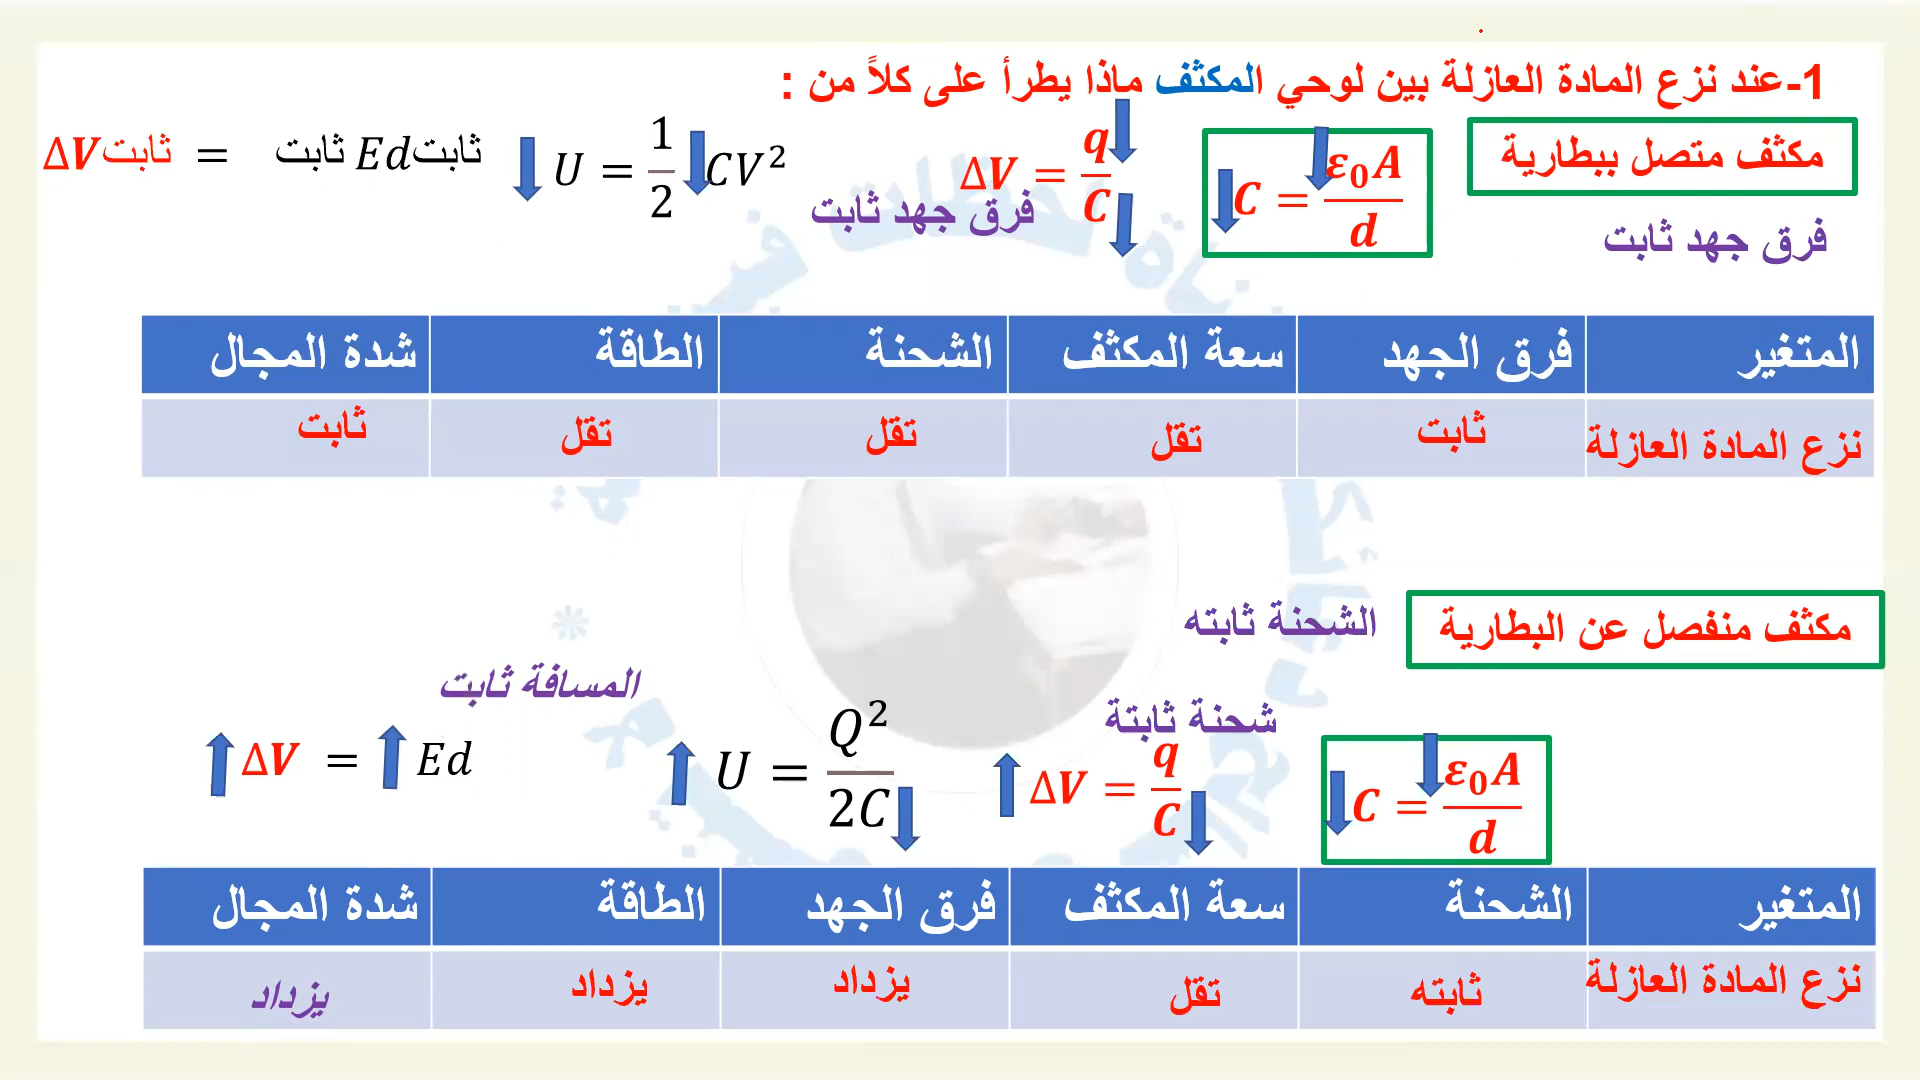 1-عند نزع المادة العازلة بين لوحي المكثف ماذا يطرأ على كلاً من :
مكثف متصل ببطارية
فرق جهد ثابت
C = ε₀A / d
ΔV = q / C
فرق جهد ثابت
U = 1/2 CV²
ΔV ثابت = ثابت Ed ثابت
المتغير فرق الجهد سعة المكثف الشحنة الطاقة شدة المجال
نزع المادة العازلة ثابت تقل تقل تقل ثابت
مكثف منفصل عن البطارية
الشحنة ثابته
C = ε₀A / d
شحنة ثابتة
ΔV = q / C
U = Q² / 2C
المسافة ثابت
ΔV = Ed
المتغير الشحنة سعة المكثف فرق الجهد الطاقة شدة المجال
نزع المادة العازلة ثابته تقل يزداد يزداد يزداد